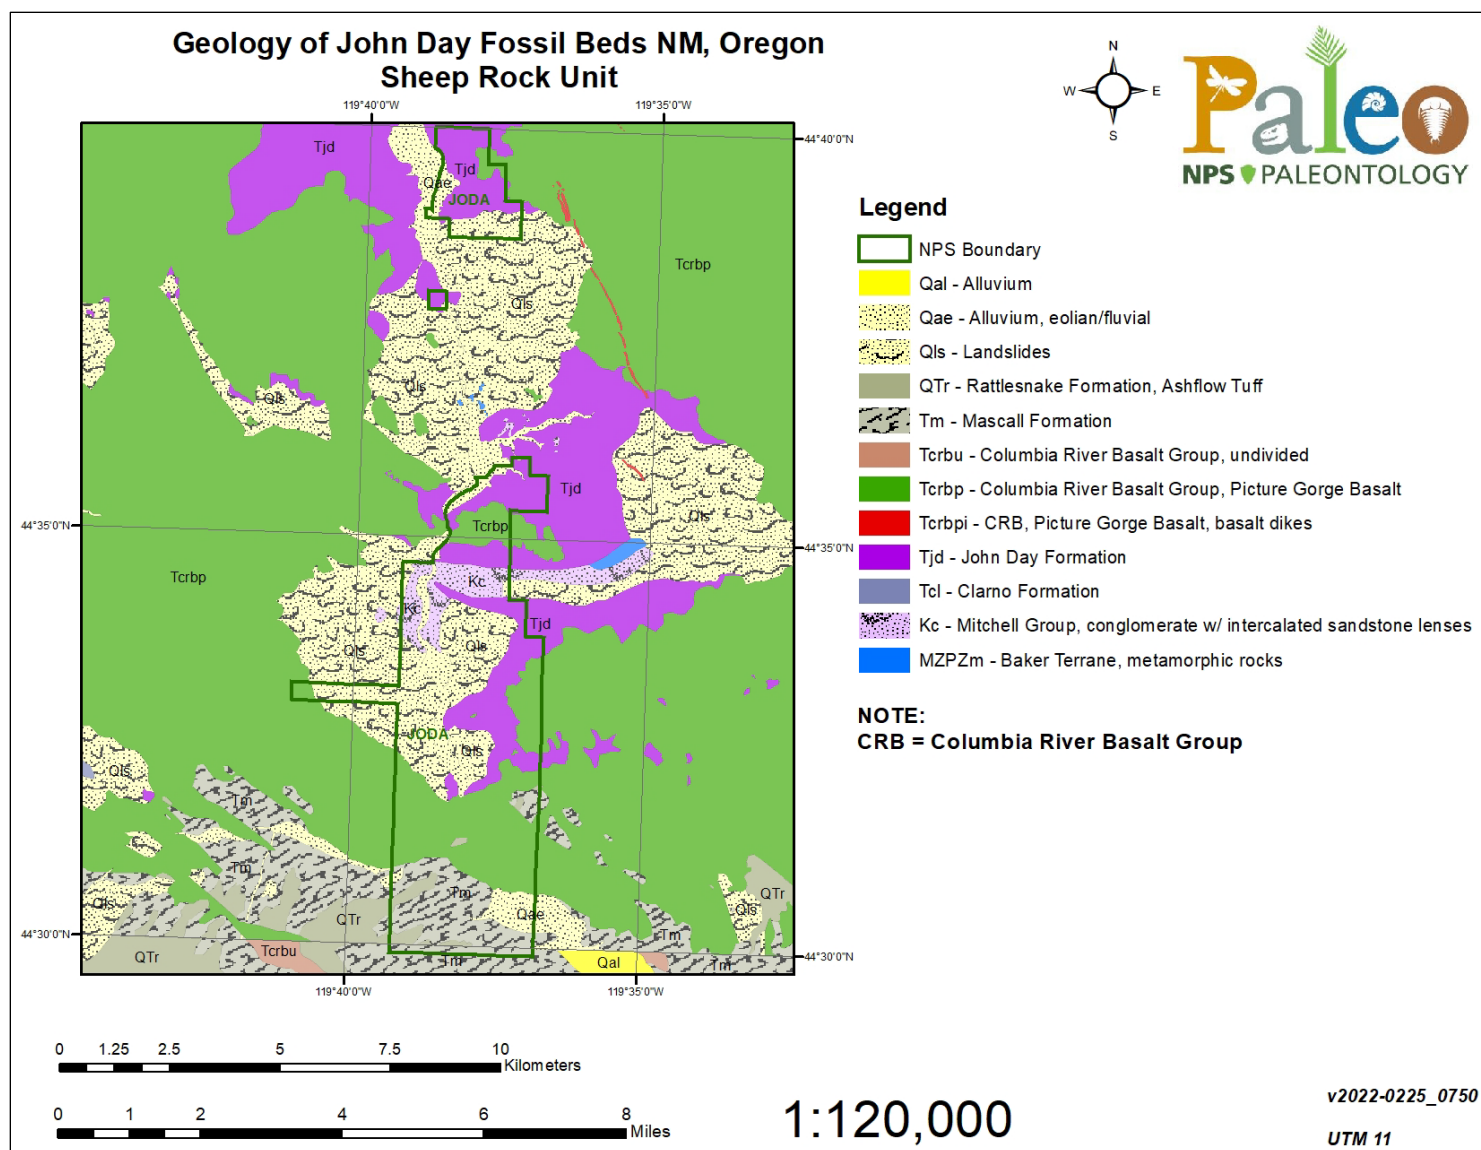 Geology of John Day Fossil Beds NM, Oregon
Sheep Rock Unit
N
W E
S
Paleo
NPS PALEONTOLOGY
119°40'0"W 119°35'0"W
44°40'0"N
Tjd
Tjd
Qae
JODA
Tcrbp
Qls
Qls
Qls
Tjd
Qls
Tcrbp
44°35'0"N
44°35'0"N
Tcrbp
Kc
Kc
Tjd
Qls
Qls
JODA
Qls
Qls
Tm
Tm
Tm
Qls
QTr
Qae
Qls
QTr
44°30'0"N
Tm
QTr
Tcrbu
Tm
Qal
Tm
44°30'0"N
119°40'0"W 119°35'0"W
Legend
NPS Boundary
Qal - Alluvium
Qae - Alluvium, eolian/fluvial
Qls - Landslides
QTr - Rattlesnake Formation, Ashflow Tuff
Tm - Mascall Formation
Tcrbu - Columbia River Basalt Group, undivided
Tcrbp - Columbia River Basalt Group, Picture Gorge Basalt
Tcrbpi - CRB, Picture Gorge Basalt, basalt dikes
Tjd - John Day Formation
Tcl - Clarno Formation
Kc - Mitchell Group, conglomerate w/ intercalated sandstone lenses
MZPZm - Baker Terrane, metamorphic rocks
NOTE:
CRB = Columbia River Basalt Group
0 1.25 2.5 5 7.5 10
Kilometers
0 1 2 4 6 8
Miles
1:120,000
v2022-0225_0750
UTM 11